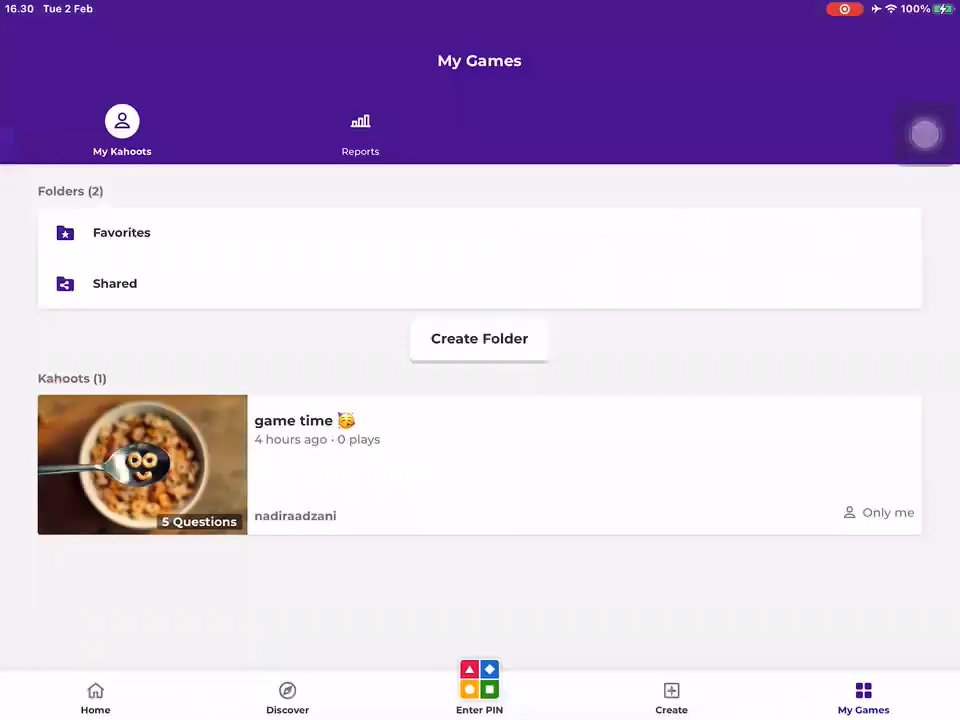 16.30 Tue 2 Feb
100%
My Games
My Kahoots
Reports
Folders (2)
Favorites
Shared
Create Folder
Kahoots (1)
game time 🥳
4 hours ago · 0 plays
5 Questions
nadiraadzani
Only me
Home
Discover
Enter PIN
Create
My Games